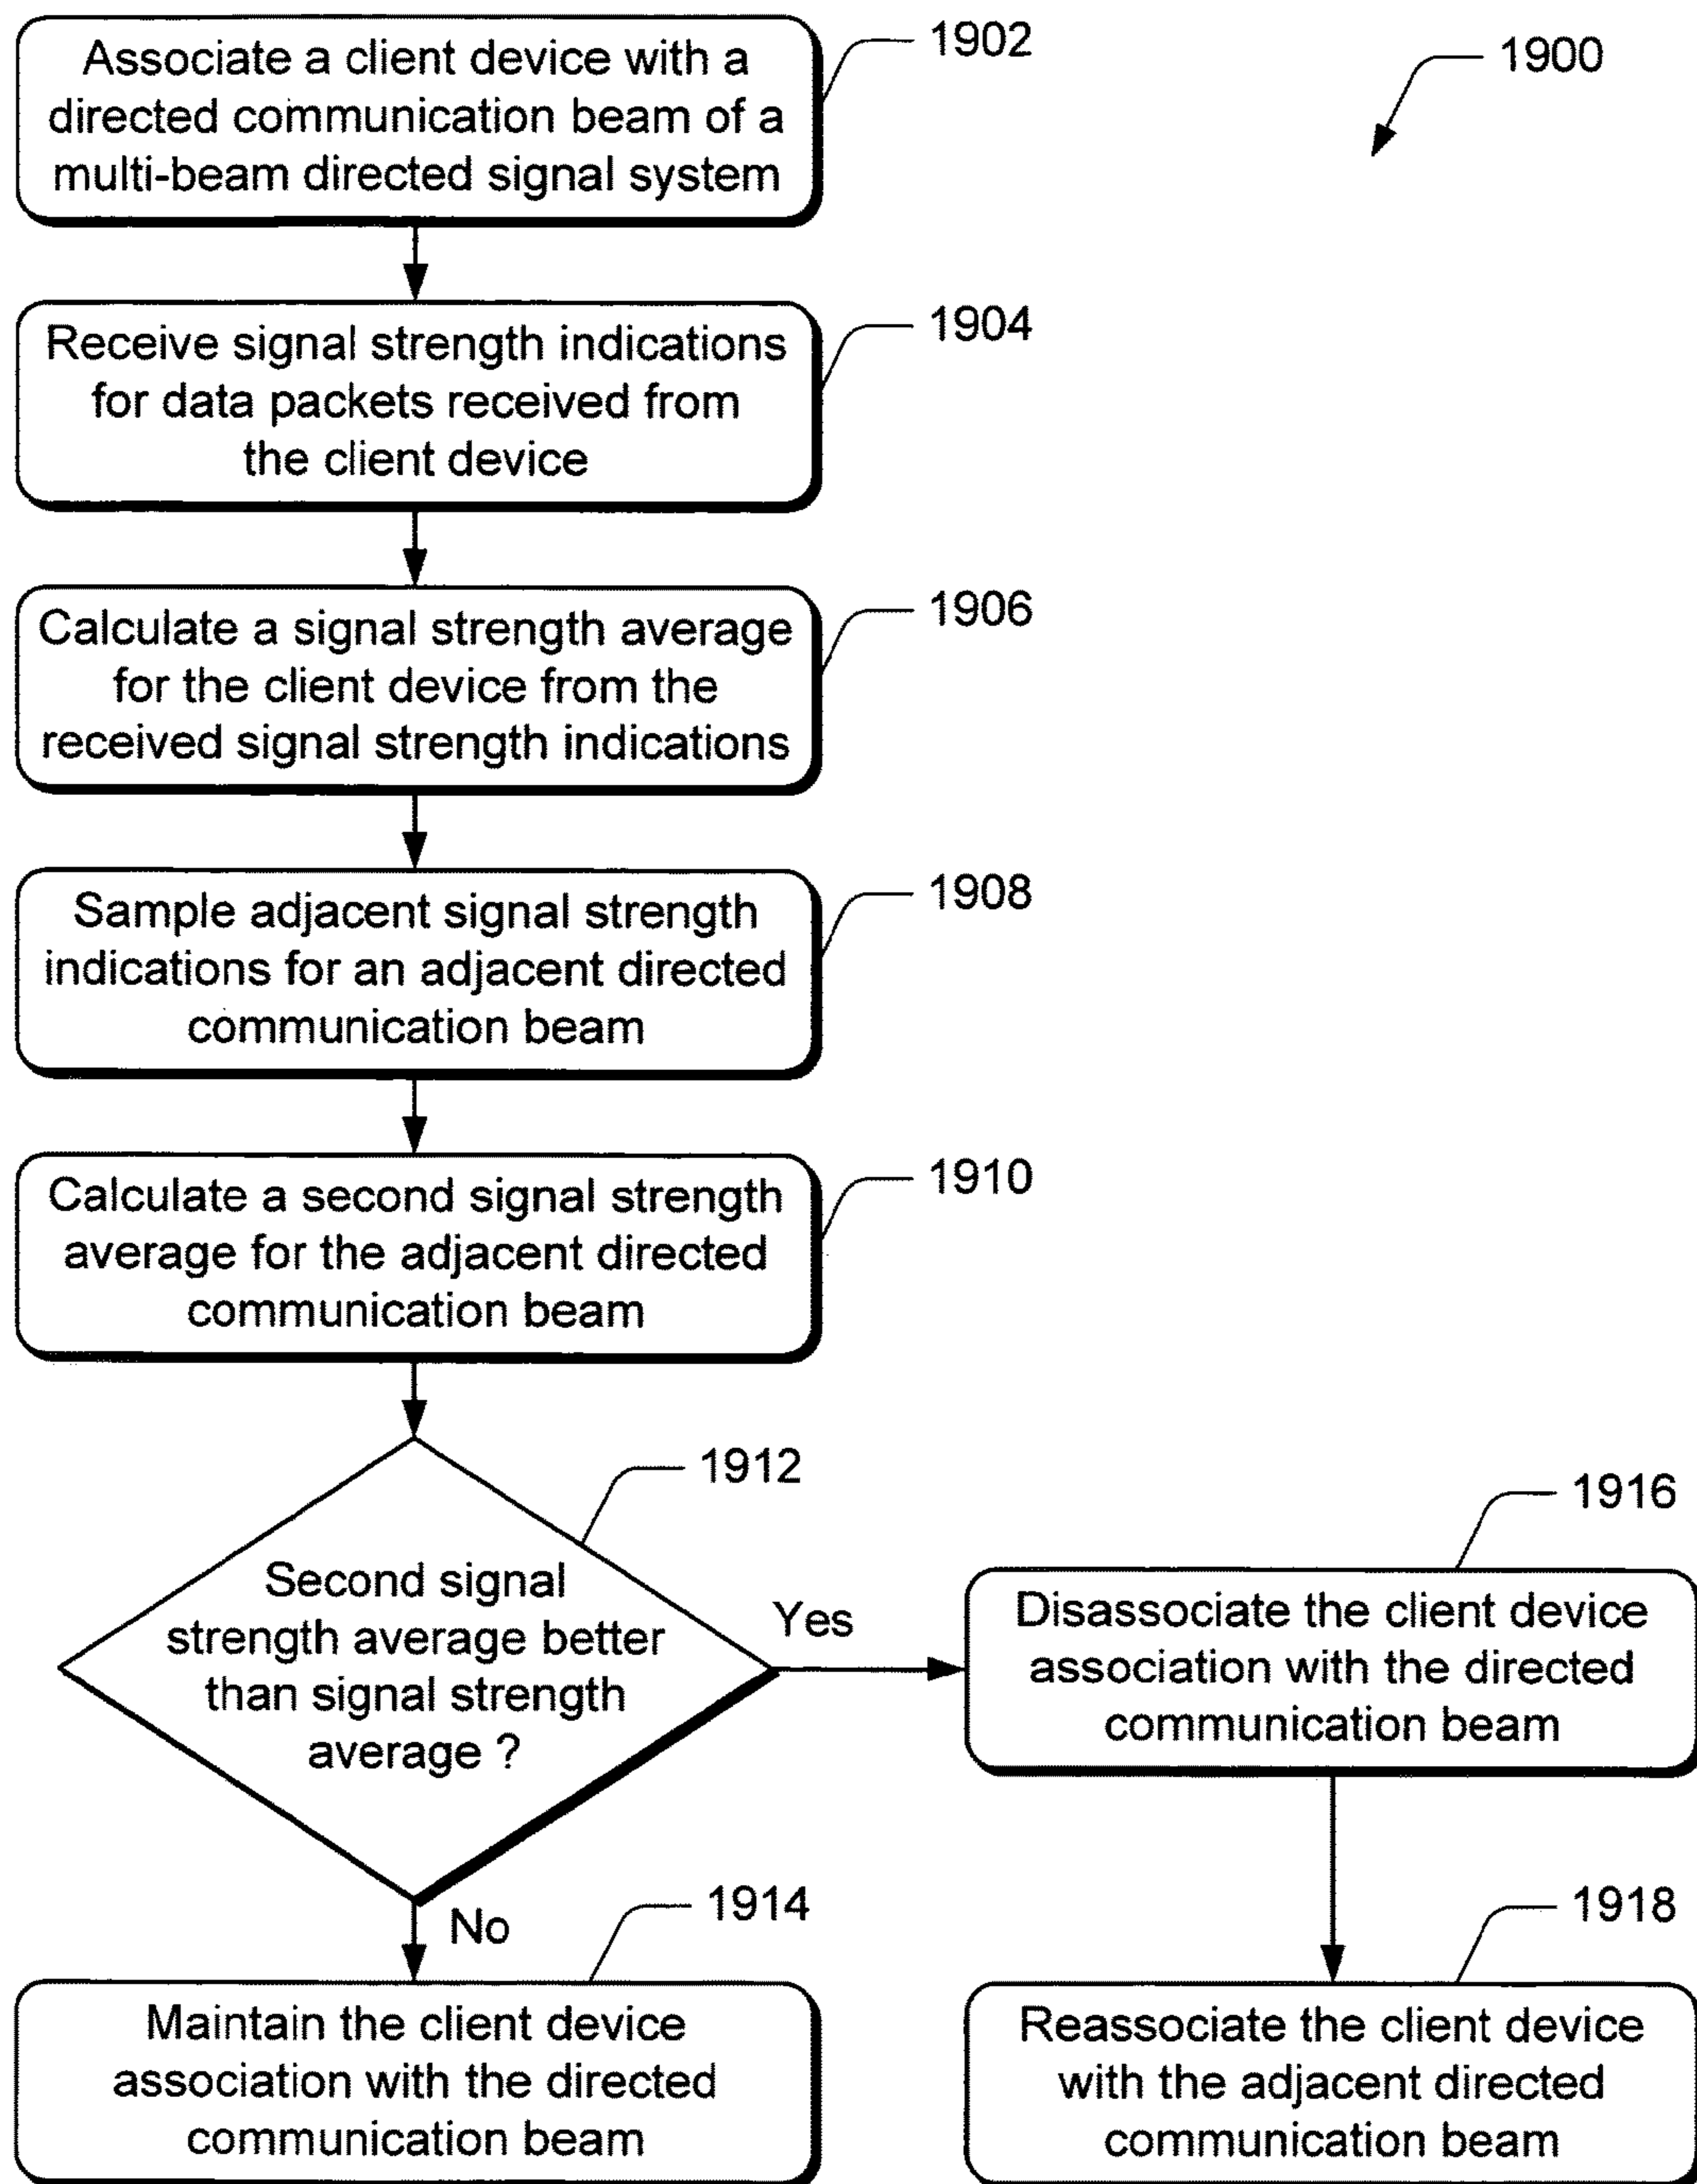 Associate a client device with a
directed communication beam of a
multi-beam directed signal system
1902
1900
Receive signal strength indications
for data packets received from
the client device
1904
Calculate a signal strength average
for the client device from the
received signal strength indications
1906
Sample adjacent signal strength
indications for an adjacent directed
communication beam
1908
Calculate a second signal strength
average for the adjacent directed
communication beam
1910
Second signal
strength average better
than signal strength
average ?
1912
Yes
No
Disassociate the client device
association with the directed
communication beam
1916
Maintain the client device
association with the directed
communication beam
1914
Reassociate the client device
with the adjacent directed
communication beam
1918